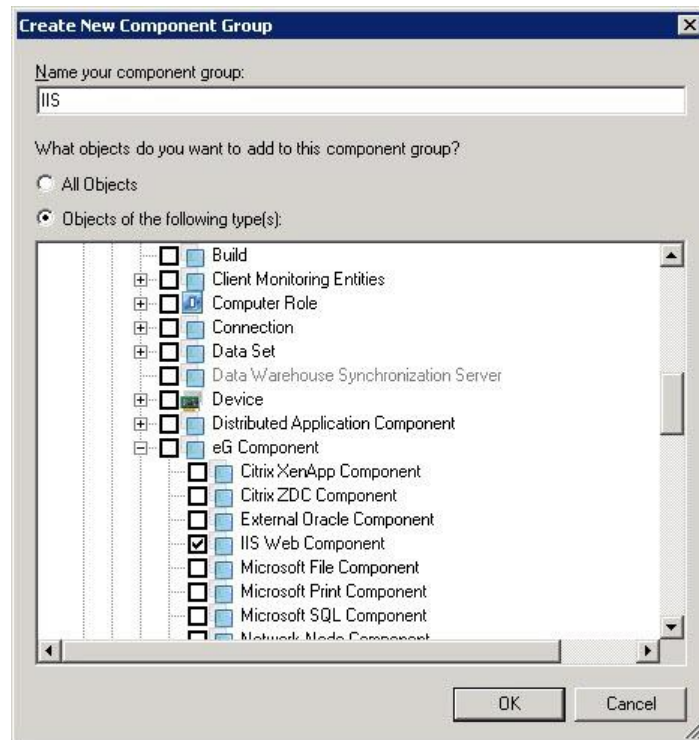 Create New Component Group
Name your component group:
IIS
What objects do you want to add to this component group?
All Objects
Objects of the following type(s):
Build
Client Monitoring Entities
Computer Role
Connection
Data Set
Data Warehouse Synchronization Server
Device
Distributed Application Component
eG Component
Citrix XenApp Component
Citrix ZDC Component
External Oracle Component
IIS Web Component
Microsoft File Component
Microsoft Print Component
Microsoft SQL Component
Network Node Component
OK
Cancel